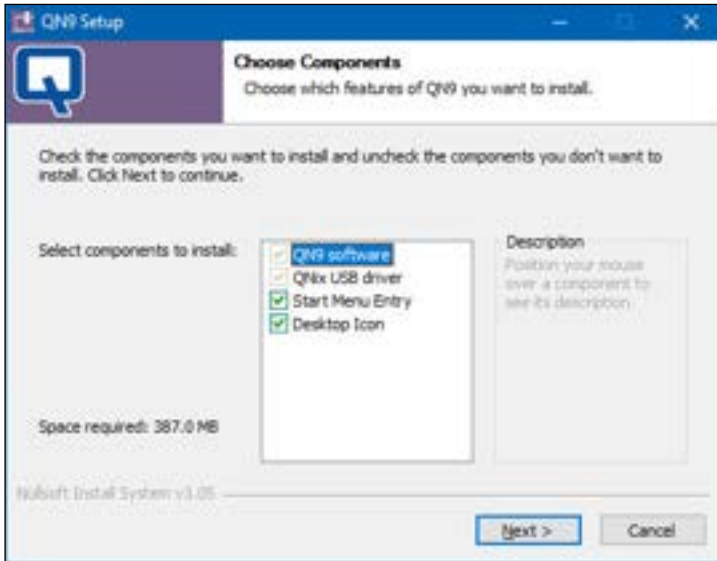 QN9 Setup
Q
Choose Components
Choose which features of QN9 you want to install.
Check the components you want to install and uncheck the components you don't want to
install. Click Next to continue.
Select components to install:
QN9 software
QNix USB driver
Start Menu Entry
Desktop Icon
Description
Position your mouse
over a component to
see its description.
Space required: 387.0 MB
Nullsoft Install System v3.05
Next >
Cancel